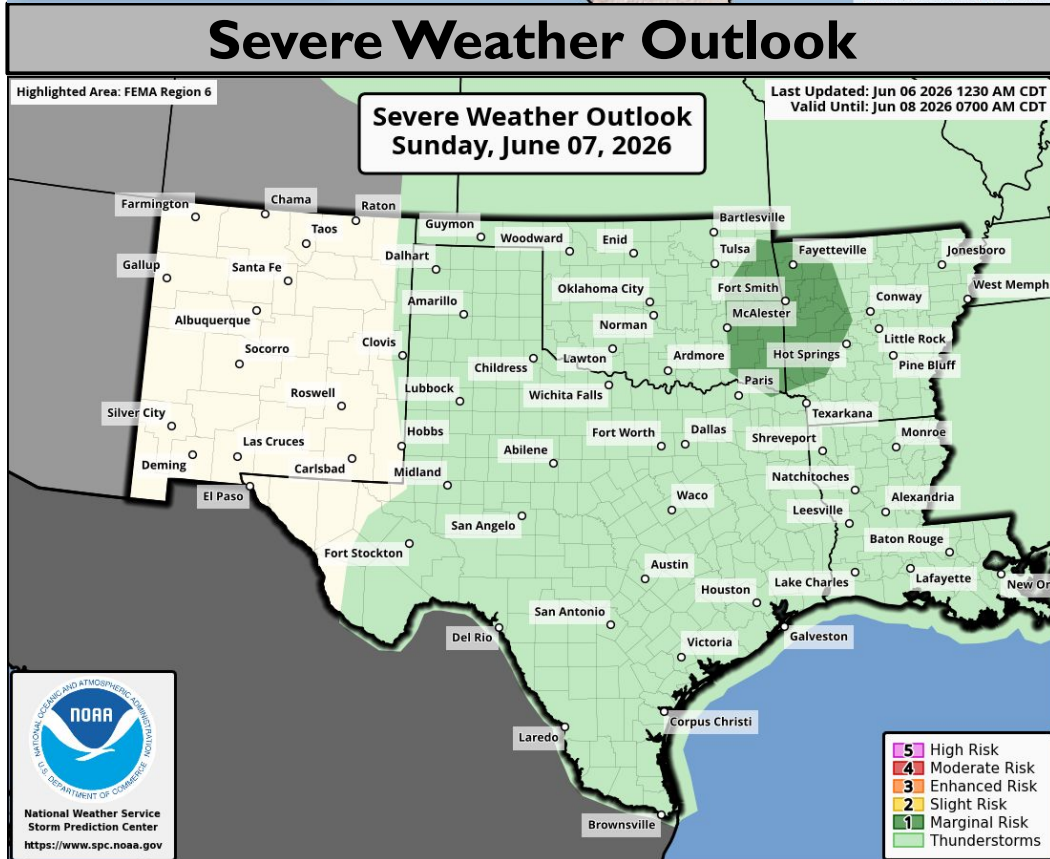 Severe Weather Outlook
Highlighted Area: FEMA Region 6
Last Updated: Jun 06 2026 1230 AM CDT
Valid Until: Jun 08 2026 0700 AM CDT
Severe Weather Outlook
Sunday, June 07, 2026
Farmington
Chama
Raton
Taos
Guymon
Woodward
Enid
Bartlesville
Tulsa
Fayetteville
Jonesboro
Gallup
Santa Fe
Dalhart
Oklahoma City
Fort Smith
West Memph
Albuquerque
Amarillo
Norman
McAlester
Conway
Socorro
Clovis
Childress
Lawton
Ardmore
Hot Springs
Little Rock
Pine Bluff
Roswell
Lubbock
Wichita Falls
Paris
Texarkana
Silver City
Las Cruces
Hobbs
Fort Worth
Dallas
Shreveport
Monroe
Deming
Carlsbad
Midland
Abilene
Natchitoches
El Paso
San Angelo
Waco
Leesville
Alexandria
Fort Stockton
Baton Rouge
Austin
Houston
Lake Charles
Lafayette
New Or
Del Rio
San Antonio
Victoria
Galveston
Laredo
Corpus Christi
Brownsville
NATIONAL OCEANIC AND ATMOSPHERIC ADMINISTRATION
NOAA
U.S. DEPARTMENT OF COMMERCE
National Weather Service
Storm Prediction Center
https://www.spc.noaa.gov
5 High Risk
4 Moderate Risk
3 Enhanced Risk
2 Slight Risk
1 Marginal Risk
Thunderstorms